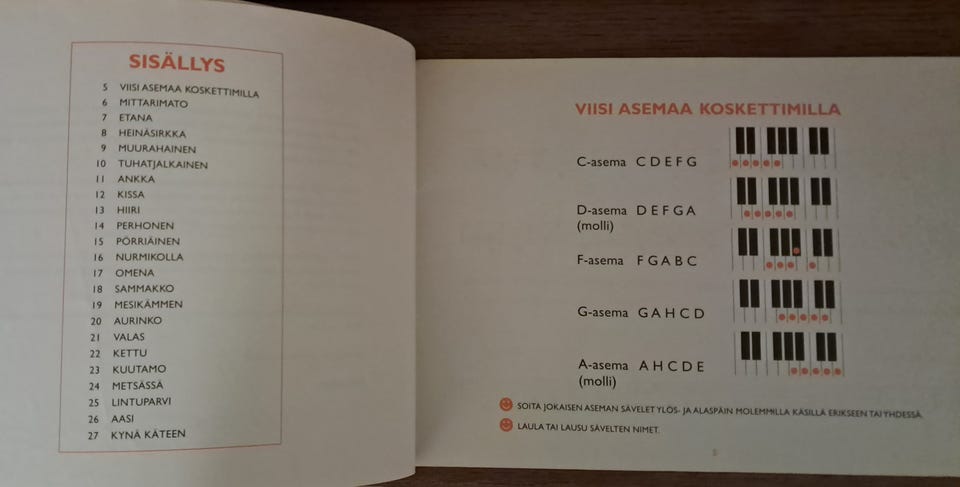 SISÄLLYS
5 VIISI ASEMAA KOSKETTIMILLA
6 MITTARIMATO
7 ETANA
8 HEINÄSIRKKA
9 MUURAHAINEN
10 TUHATJALKAINEN
11 ANKKA
12 KISSA
13 HIIRI
14 PERHONEN
15 PÖRRIÄINEN
16 NURMIKOLLA
17 OMENA
18 SAMMAKKO
19 MESIKÄMMEN
20 AURINKO
21 VALAS
22 KETTU
23 KUUTAMO
24 METSÄSSÄ
25 LINTUPARVI
26 AASI
27 KYNÄ KÄTEEN
VIISI ASEMAA KOSKETTIMILLA
C-asema C D E F G
D-asema D E F G A
(molli)
F-asema F G A B C
G-asema G A H C D
A-asema A H C D E
(molli)
SOITA JOKAISEN ASEMAN SÄVELET YLÖS- JA ALASPÄIN MOLEMMILLA KÄSILLÄ ERIKSEEN TAI YHDESSÄ.
LAULA TAI LAUSU SÄVELTEN NIMET.
5